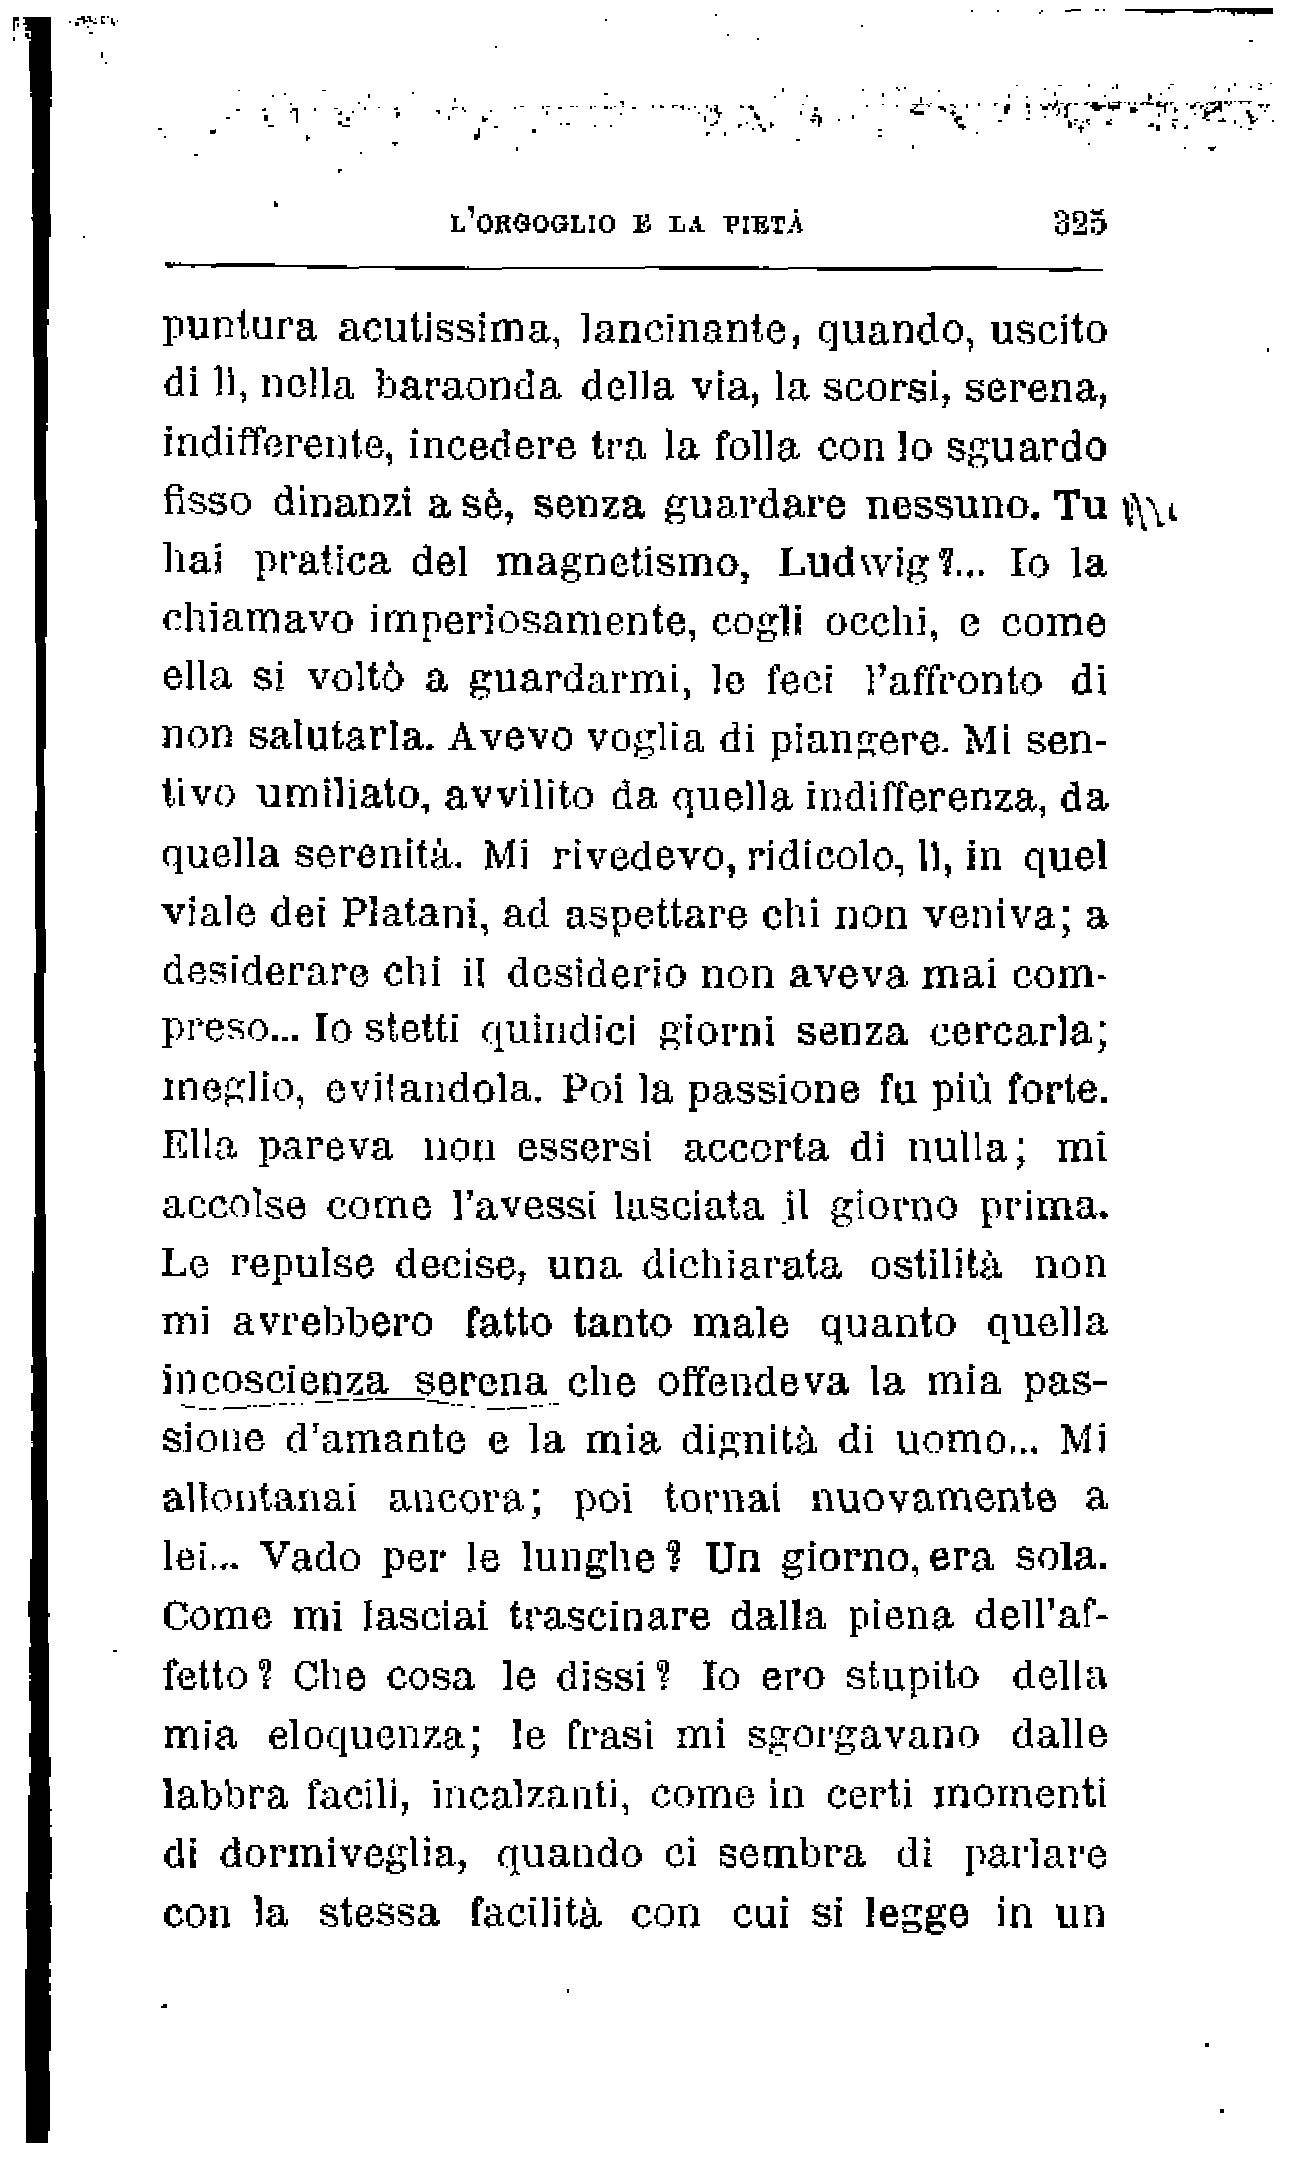 L'ORGOGLIO E LA PIETÀ 325
puntura acutissima, lancinante, quando, uscito
di lì, nella baraonda della via, la scorsi, serena,
indifferente, incedere tra la folla con lo sguardo
fisso dinanzi a sè, senza guardare nessuno. Tu
hai pratica del magnetismo, Ludwig?... Io la
chiamavo imperiosamente, cogli occhi, e come
ella si voltò a guardarmi, le feci l'affronto di
non salutarla. Avevo voglia di piangere. Mi sen-
tivo umiliato, avvilito da quella indifferenza, da
quella serenità. Mi rivedevo, ridicolo, lì, in quel
viale dei Platani, ad aspettare chi non veniva; a
desiderare chi il desiderio non aveva mai com-
preso... Io stetti quindici giorni senza cercarla;
meglio, evitandola. Poi la passione fu più forte.
Ella pareva non essersi accorta di nulla; mi
accolse come l'avessi lasciata il giorno prima.
Le repulse decise, una dichiarata ostilità non
mi avrebbero fatto tanto male quanto quella
incoscienza serena che offendeva la mia pas-
sione d'amante e la mia dignità di uomo... Mi
allontanai ancora; poi tornai nuovamente a
lei... Vado per le lunghe? Un giorno, era sola.
Come mi lasciai trascinare dalla piena dell'af-
fetto? Che cosa le dissi? Io ero stupito della
mia eloquenza; le frasi mi sgorgavano dalle
labbra facili, incalzanti, come in certi momenti
di dormiveglia, quando ci sembra di parlare
con la stessa facilità con cui si legge in un